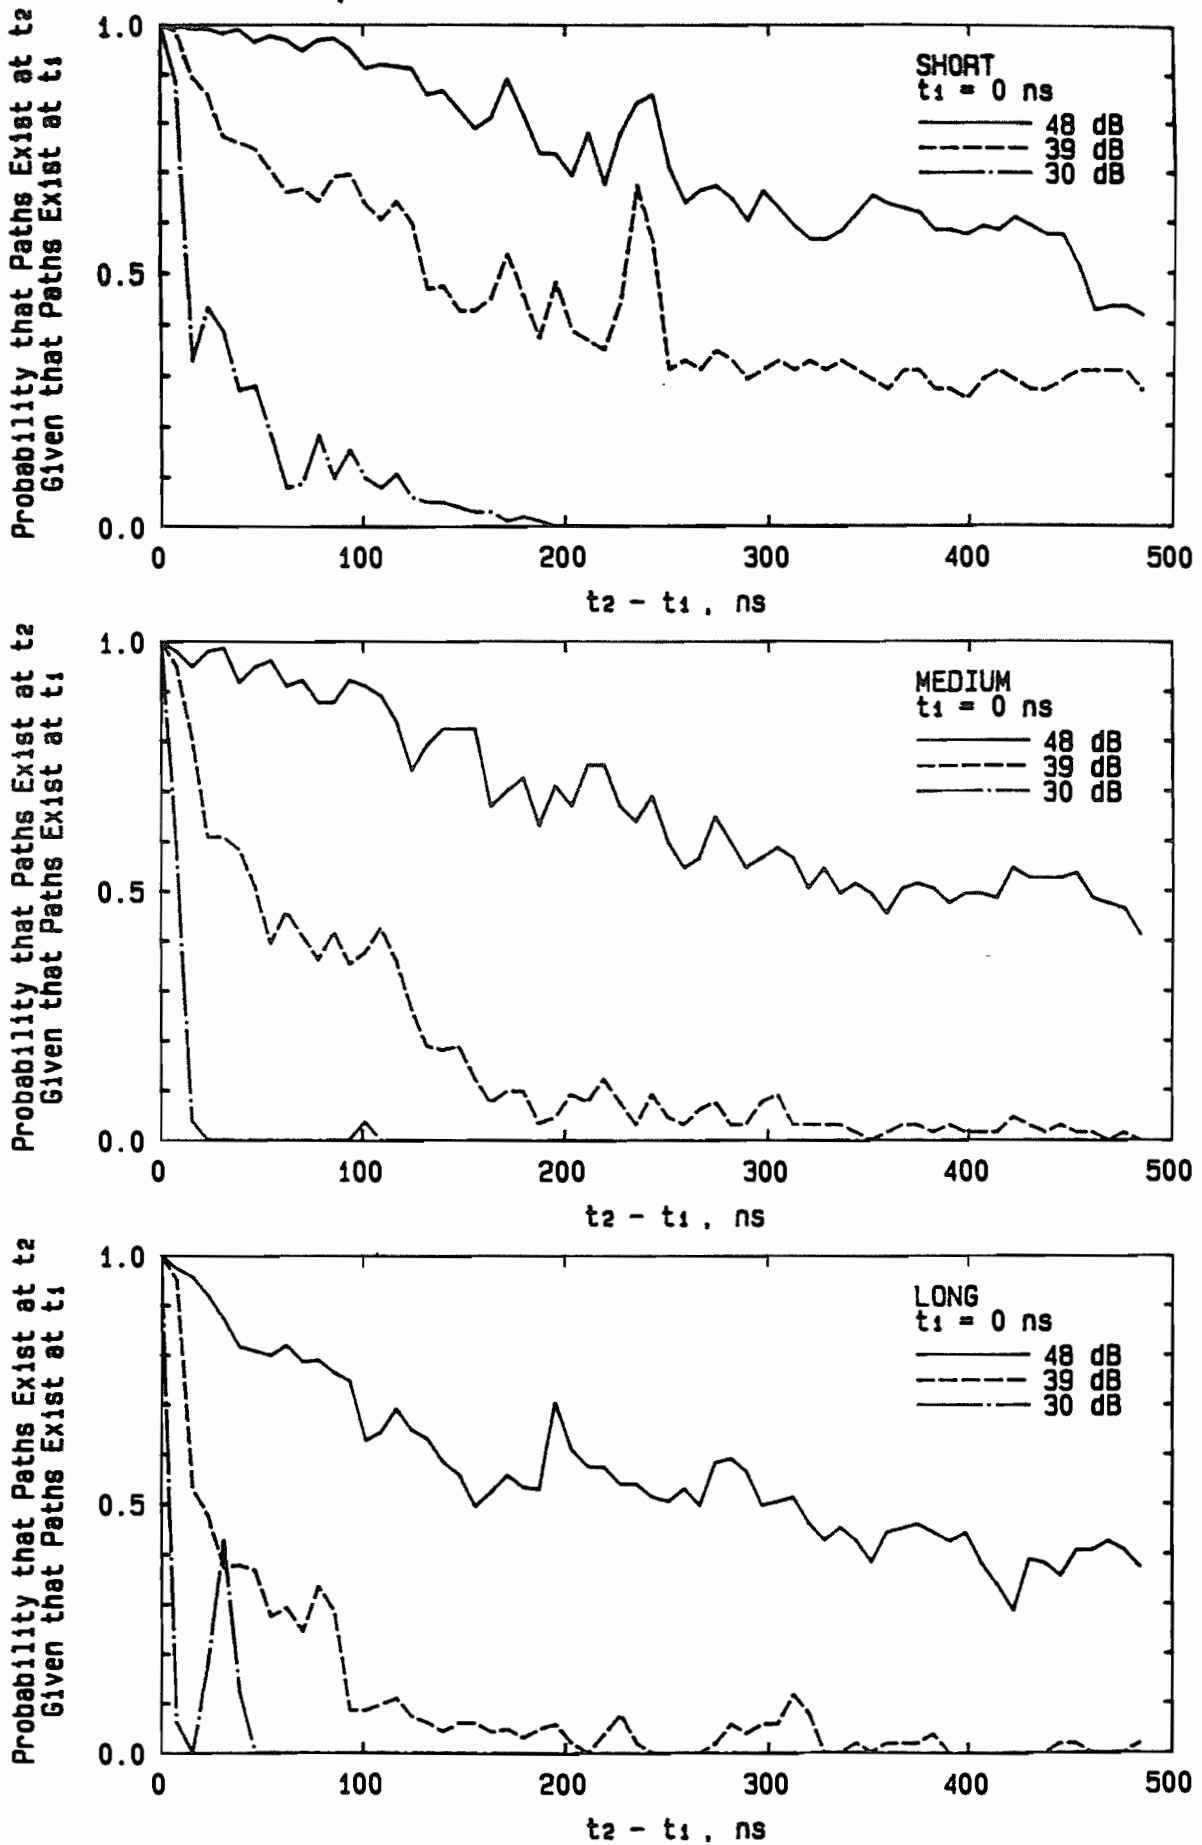 Probability that Paths Exist at t2
Given that Paths Exist at t1
1.0
0.5
0.0
SHORT
t1 = 0 ns
48 dB
39 dB
30 dB
0 100 200 300 400 500
t2 - t1, ns
Probability that Paths Exist at t2
Given that Paths Exist at t1
1.0
0.5
0.0
MEDIUM
t1 = 0 ns
48 dB
39 dB
30 dB
0 100 200 300 400 500
t2 - t1, ns
Probability that Paths Exist at t2
Given that Paths Exist at t1
1.0
0.5
0.0
LONG
t1 = 0 ns
48 dB
39 dB
30 dB
0 100 200 300 400 500
t2 - t1, ns